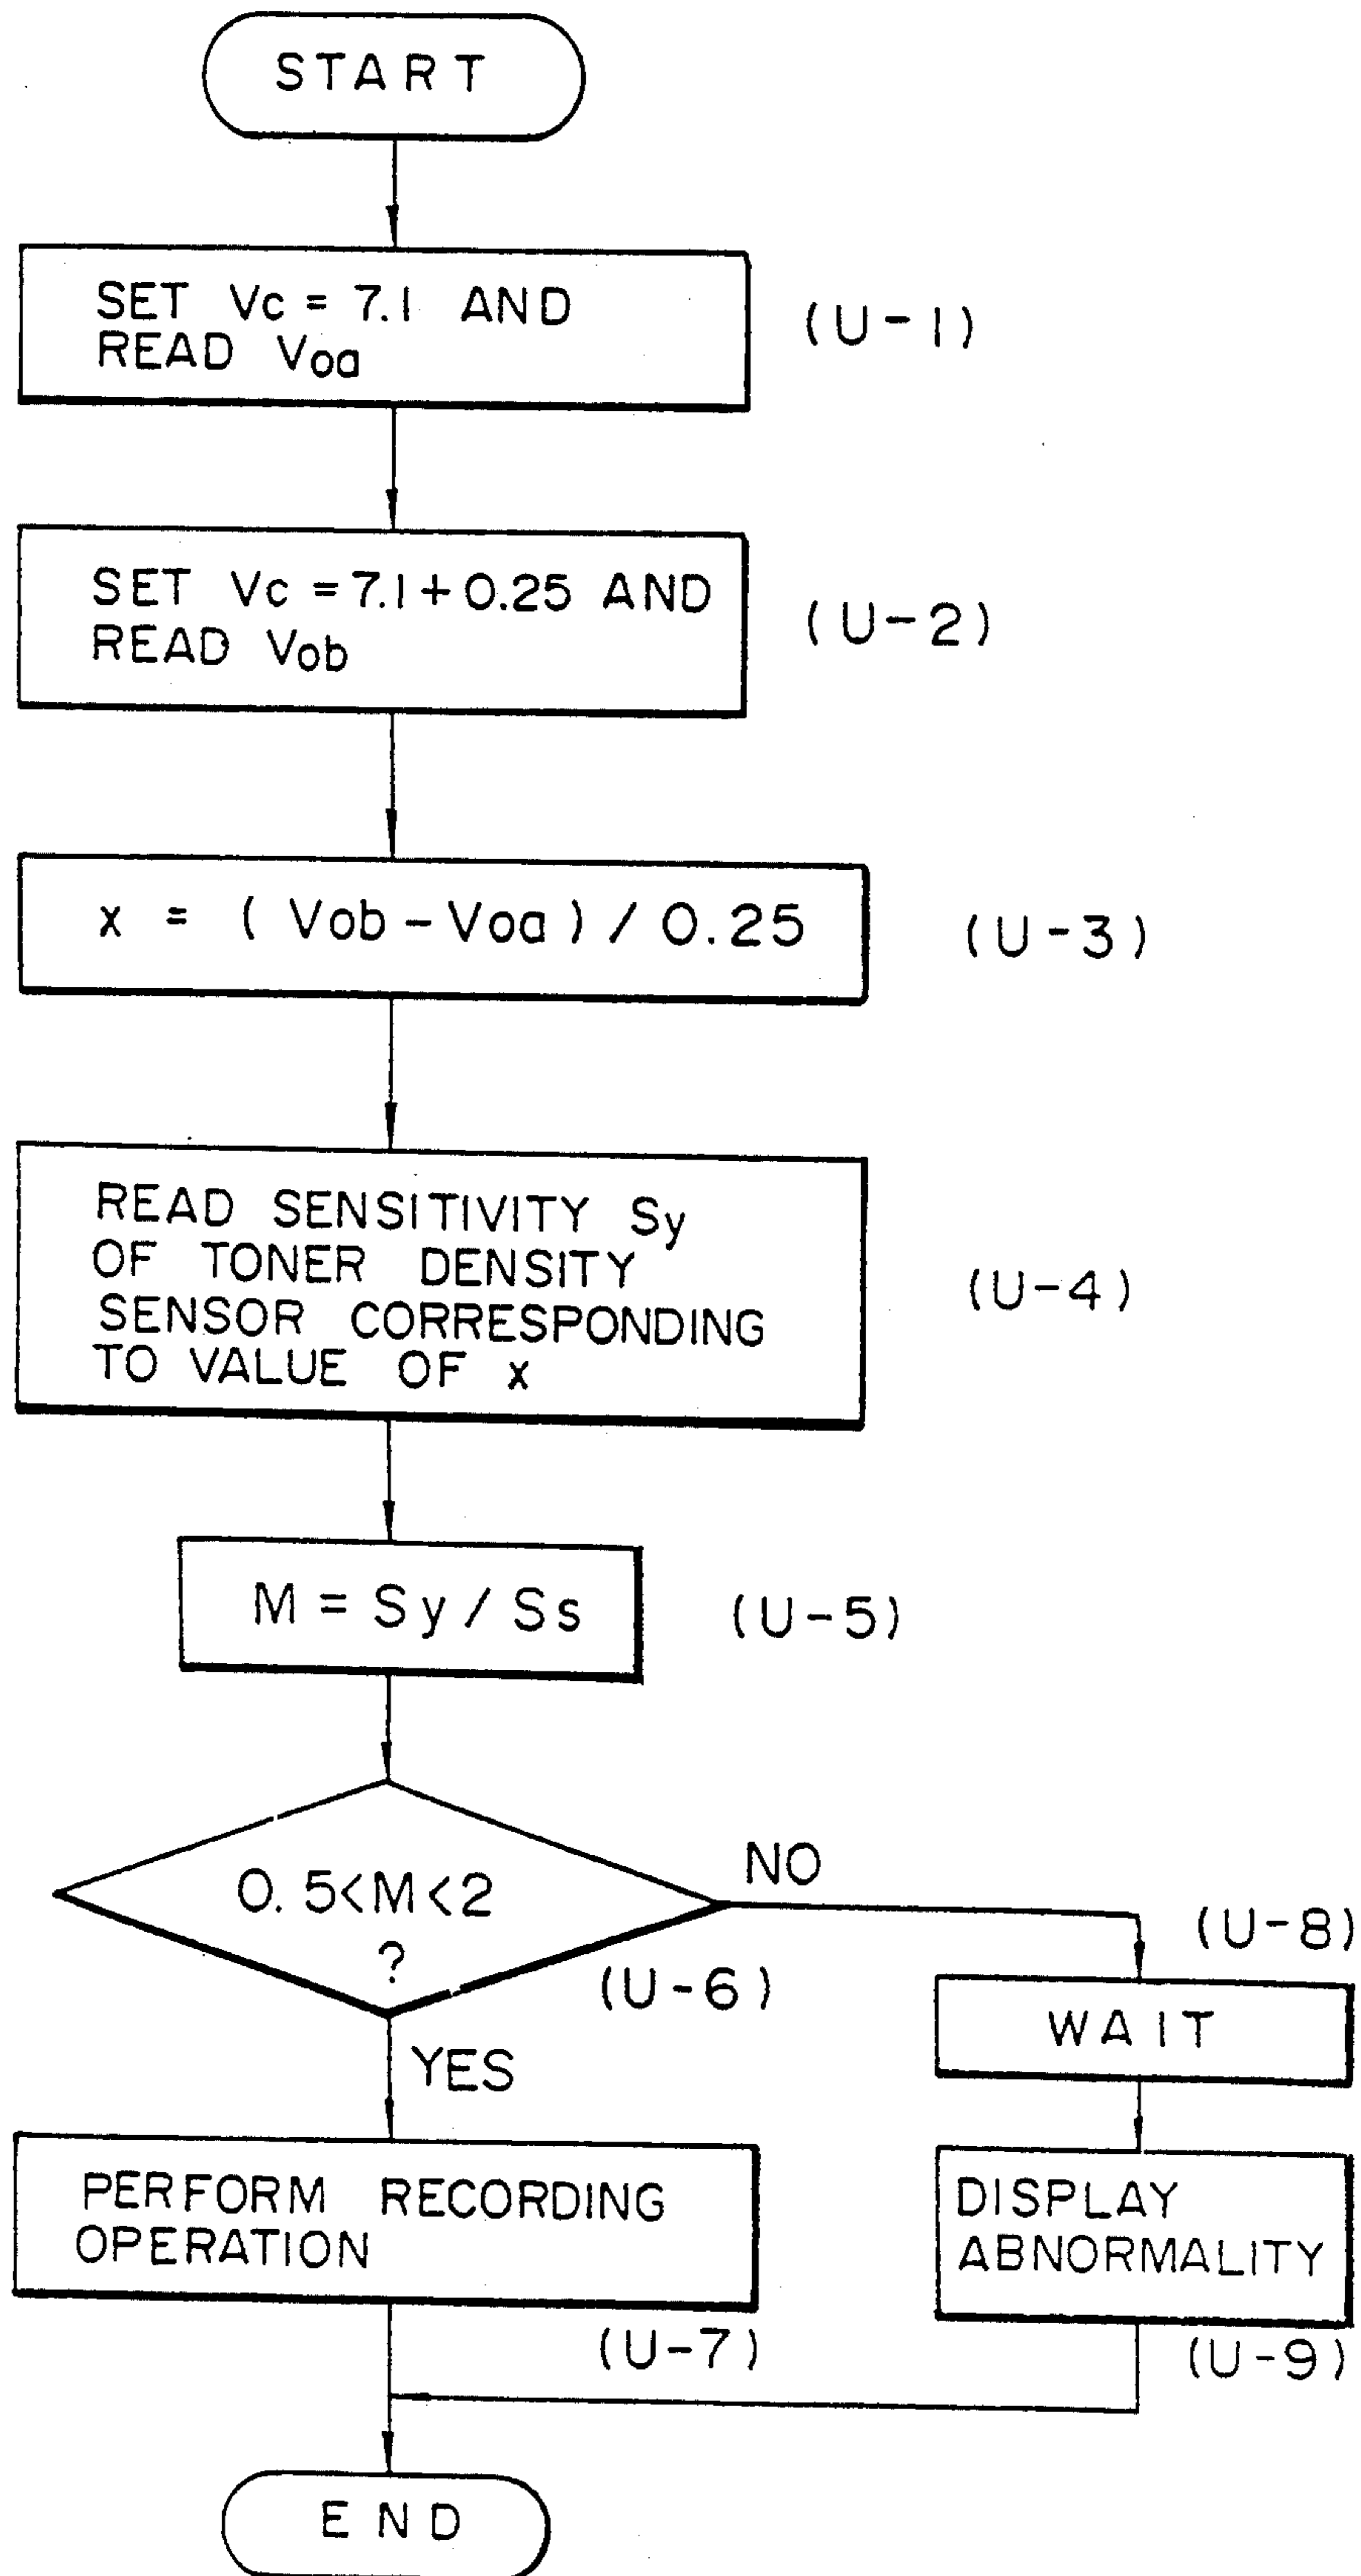 START
SET Vc = 7.1 AND
READ Voa
(U-1)
SET Vc = 7.1 + 0.25 AND
READ Vob
(U-2)
x = ( Vob - Voa ) / 0.25
(U-3)
READ SENSITIVITY Sy
OF TONER DENSITY
SENSOR CORRESPONDING
TO VALUE OF x
(U-4)
M = Sy / Ss
(U-5)
0.5<M<2
?
(U-6)
NO
YES
(U-8)
WAIT
PERFORM RECORDING
OPERATION
(U-7)
DISPLAY
ABNORMALITY
(U-9)
END